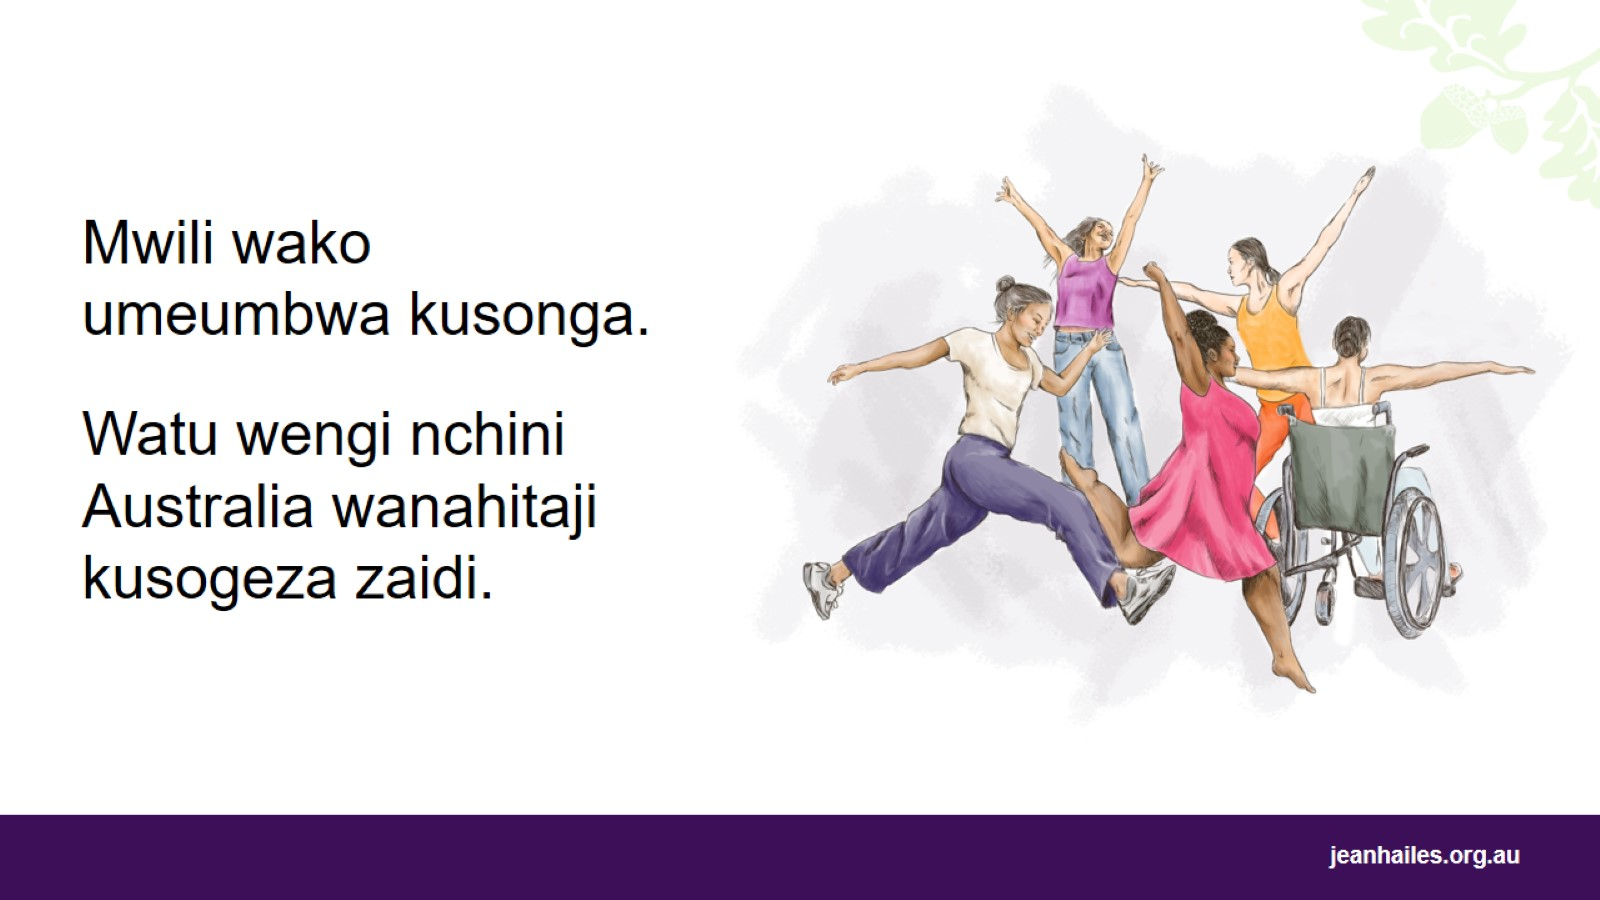 Mwili wako
umeumbwa kusonga.
Watu wengi nchini
Australia wanahitaji
kusogeza zaidi.
jeanhailes.org.au